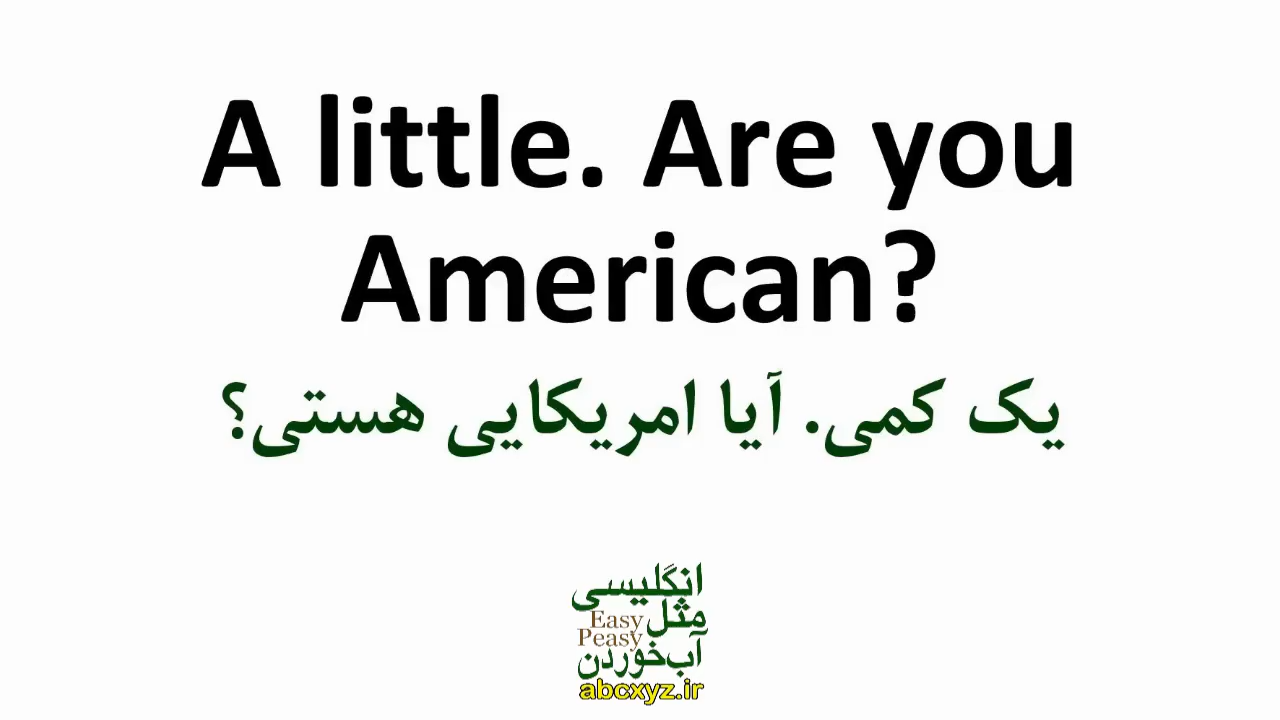 A little. Are you
American?
یک کمی. آیا امریکایی هستی؟
انگلیسی
مثل Easy
Peasy
آب‌خوردن
abcxyz.ir